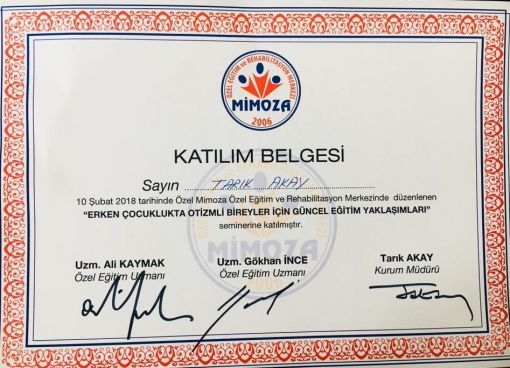 ÖZEL EĞİTİM ve REHABİLİTASYON MERKEZİ
MİMOZA
2006
KATILIM BELGESİ
Sayın TARIK AKAY
10 Şubat 2018 tarihinde Özel Mimoza Özel Eğitim ve Rehabilitasyon Merkezinde düzenlenen
"ERKEN ÇOCUKLUKTA OTİZMLİ BİREYLER İÇİN GÜNCEL EĞİTİM YAKLAŞIMLARI"
seminerine katılmıştır.
MİMOZA
Uzm. Ali KAYMAK Uzm. Gökhan İNCE Tarık AKAY
Özel Eğitim Uzmanı Özel Eğitim Uzmanı Kurum Müdürü
2006